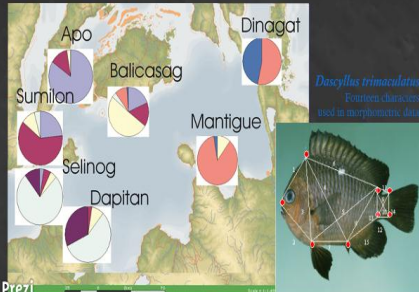 Apo
Dinagat
Balicasag
Sumilon
Mantigue
Selinog
Dapitan
Dascyllus trimaculatus
Fourteen characters
used in morphometric data
Prezi